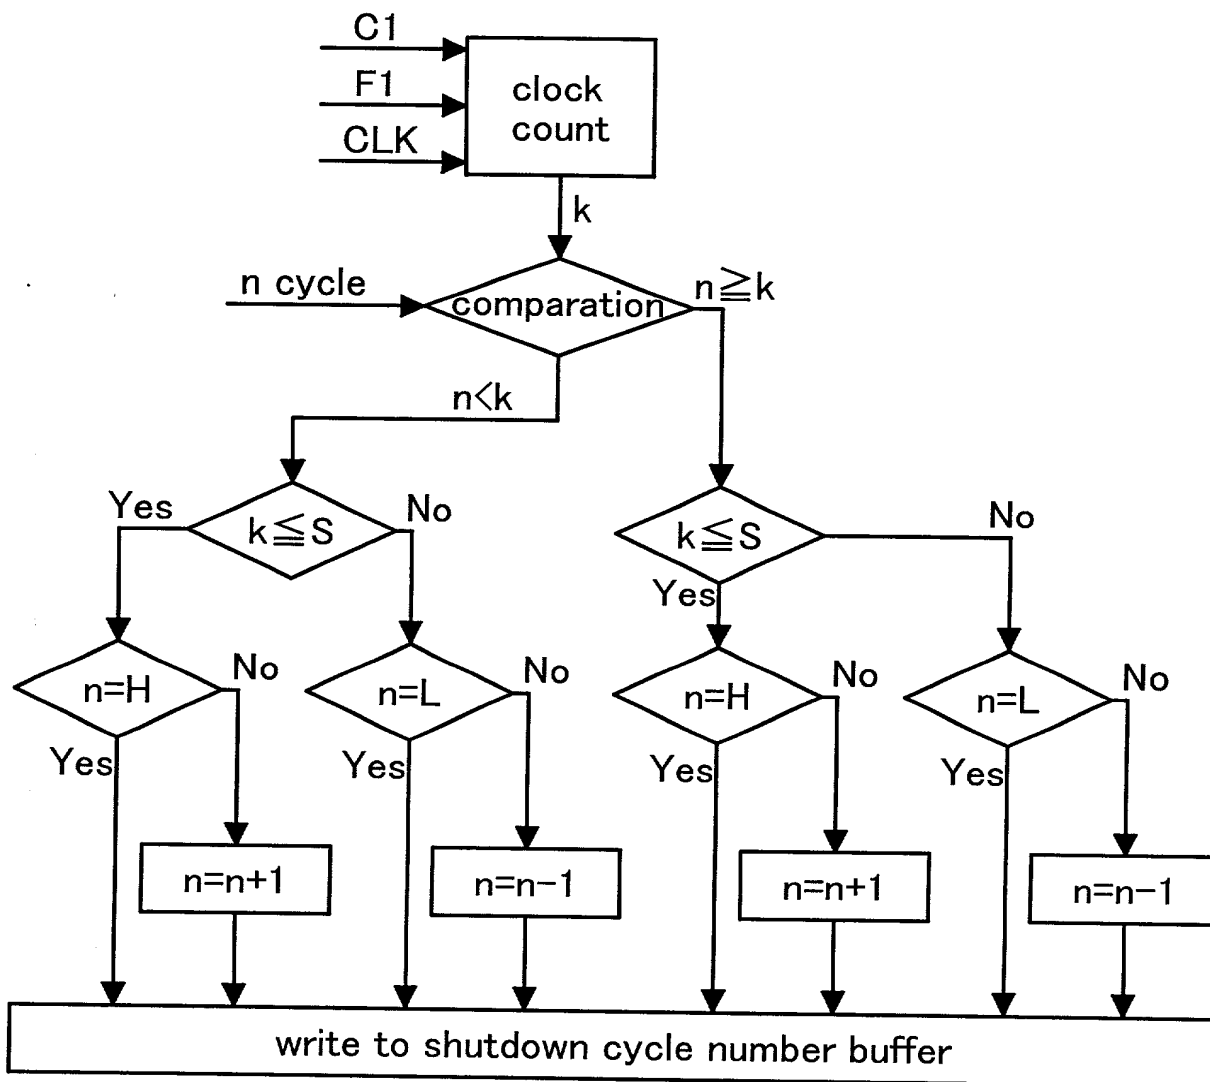 C1
F1
CLK
clock
count
k
n cycle
comparation
n≧k
n<k
Yes
k≦S
No
k≦S
No
Yes
n=H
No
n=L
No
n=H
No
n=L
No
Yes
Yes
Yes
Yes
n=n+1
n=n-1
n=n+1
n=n-1
write to shutdown cycle number buffer